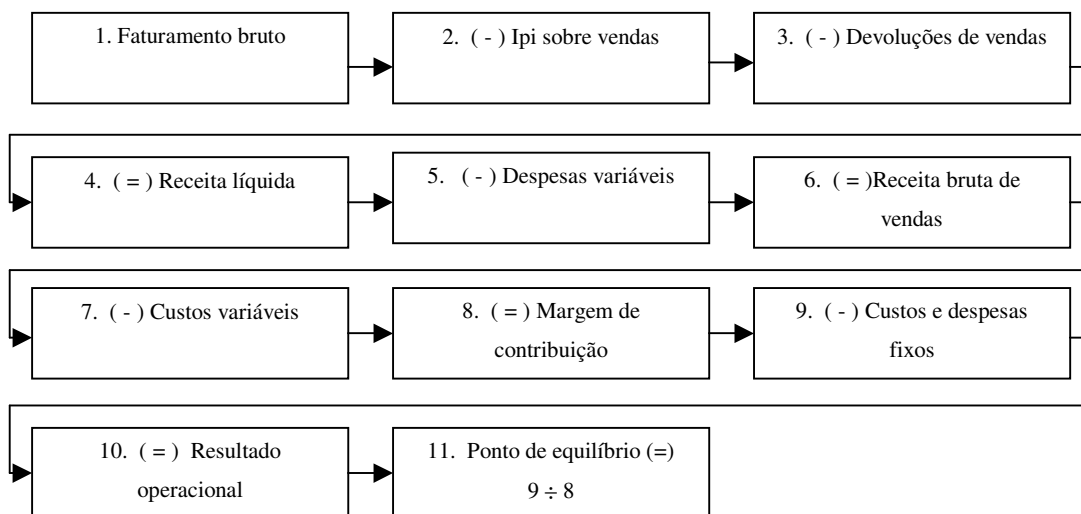 1. Faturamento bruto
2. ( - ) Ipi sobre vendas
3. ( - ) Devoluções de vendas
4. ( = ) Receita líquida
5. ( - ) Despesas variáveis
6. ( = )Receita bruta de
vendas
7. ( - ) Custos variáveis
8. ( = ) Margem de
contribuição
9. ( - ) Custos e despesas
fixos
10. ( = ) Resultado
operacional
11. Ponto de equilíbrio (=)
9 ÷ 8